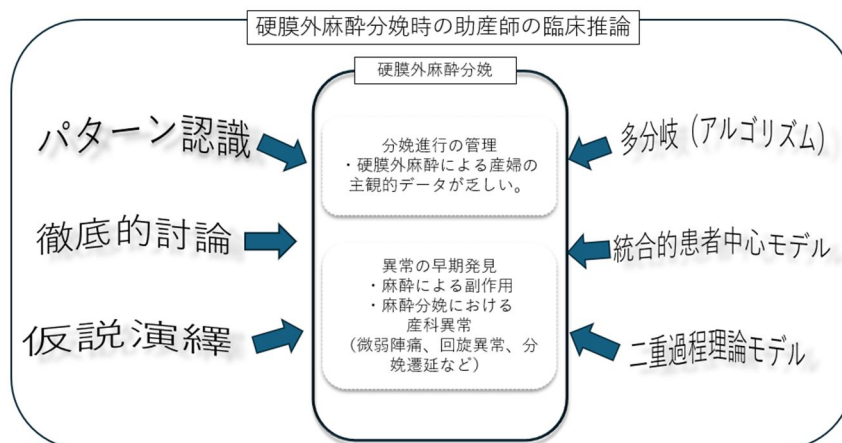 硬膜外麻酔分娩時の助産師の臨床推論
硬膜外麻酔分娩
パターン認識
徹底的討論
仮説演繹
分娩進行の管理
・硬膜外麻酔による産婦の
主観的データが乏しい。
異常の早期発見
・麻酔による副作用
・麻酔分娩における
産科異常
（微弱陣痛、回旋異常、分
娩遷延など）
多分岐（アルゴリズム）
統合的患者中心モデル
二重過程理論モデル